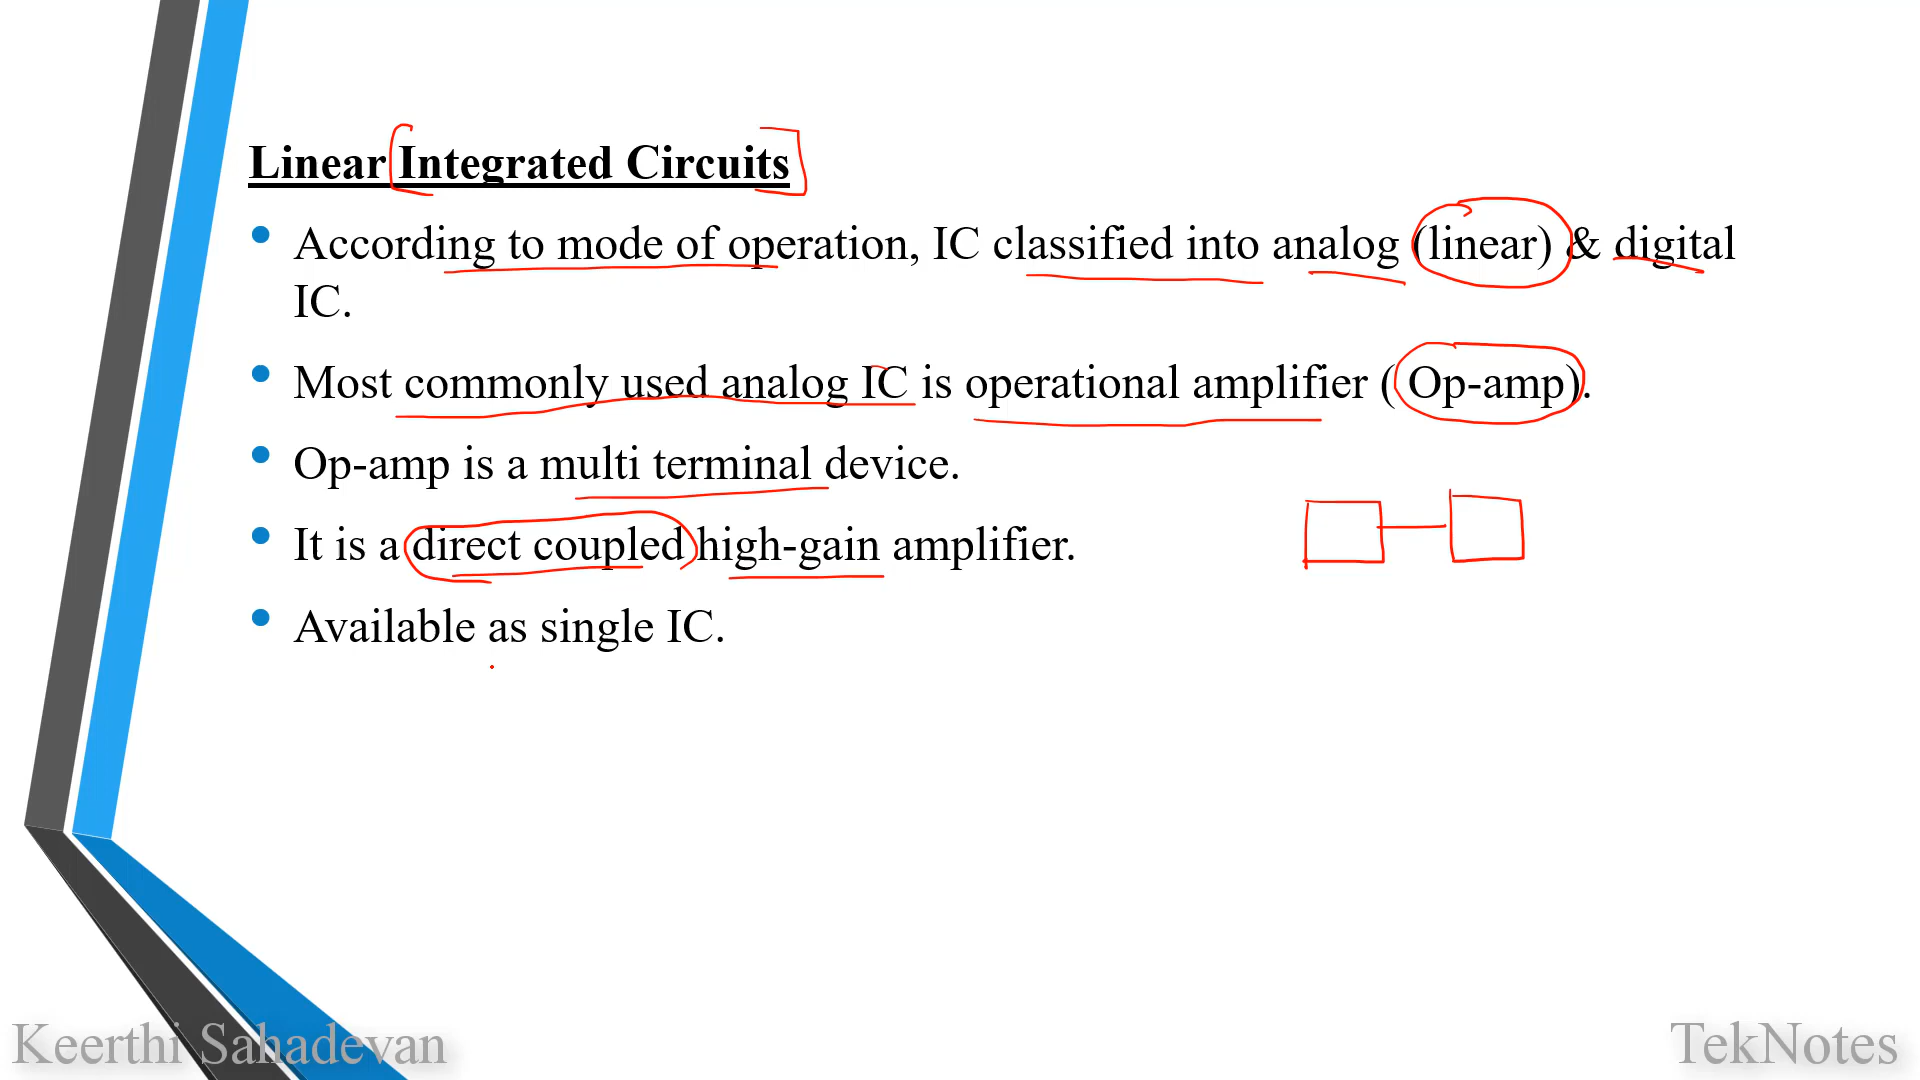 Linear Integrated Circuits
• According to mode of operation, IC classified into analog (linear) & digital
IC.
• Most commonly used analog IC is operational amplifier ( Op-amp).
• Op-amp is a multi terminal device.
• It is a direct coupled high-gain amplifier.
• Available as single IC.
Keerthi Sahadevan
TekNotes